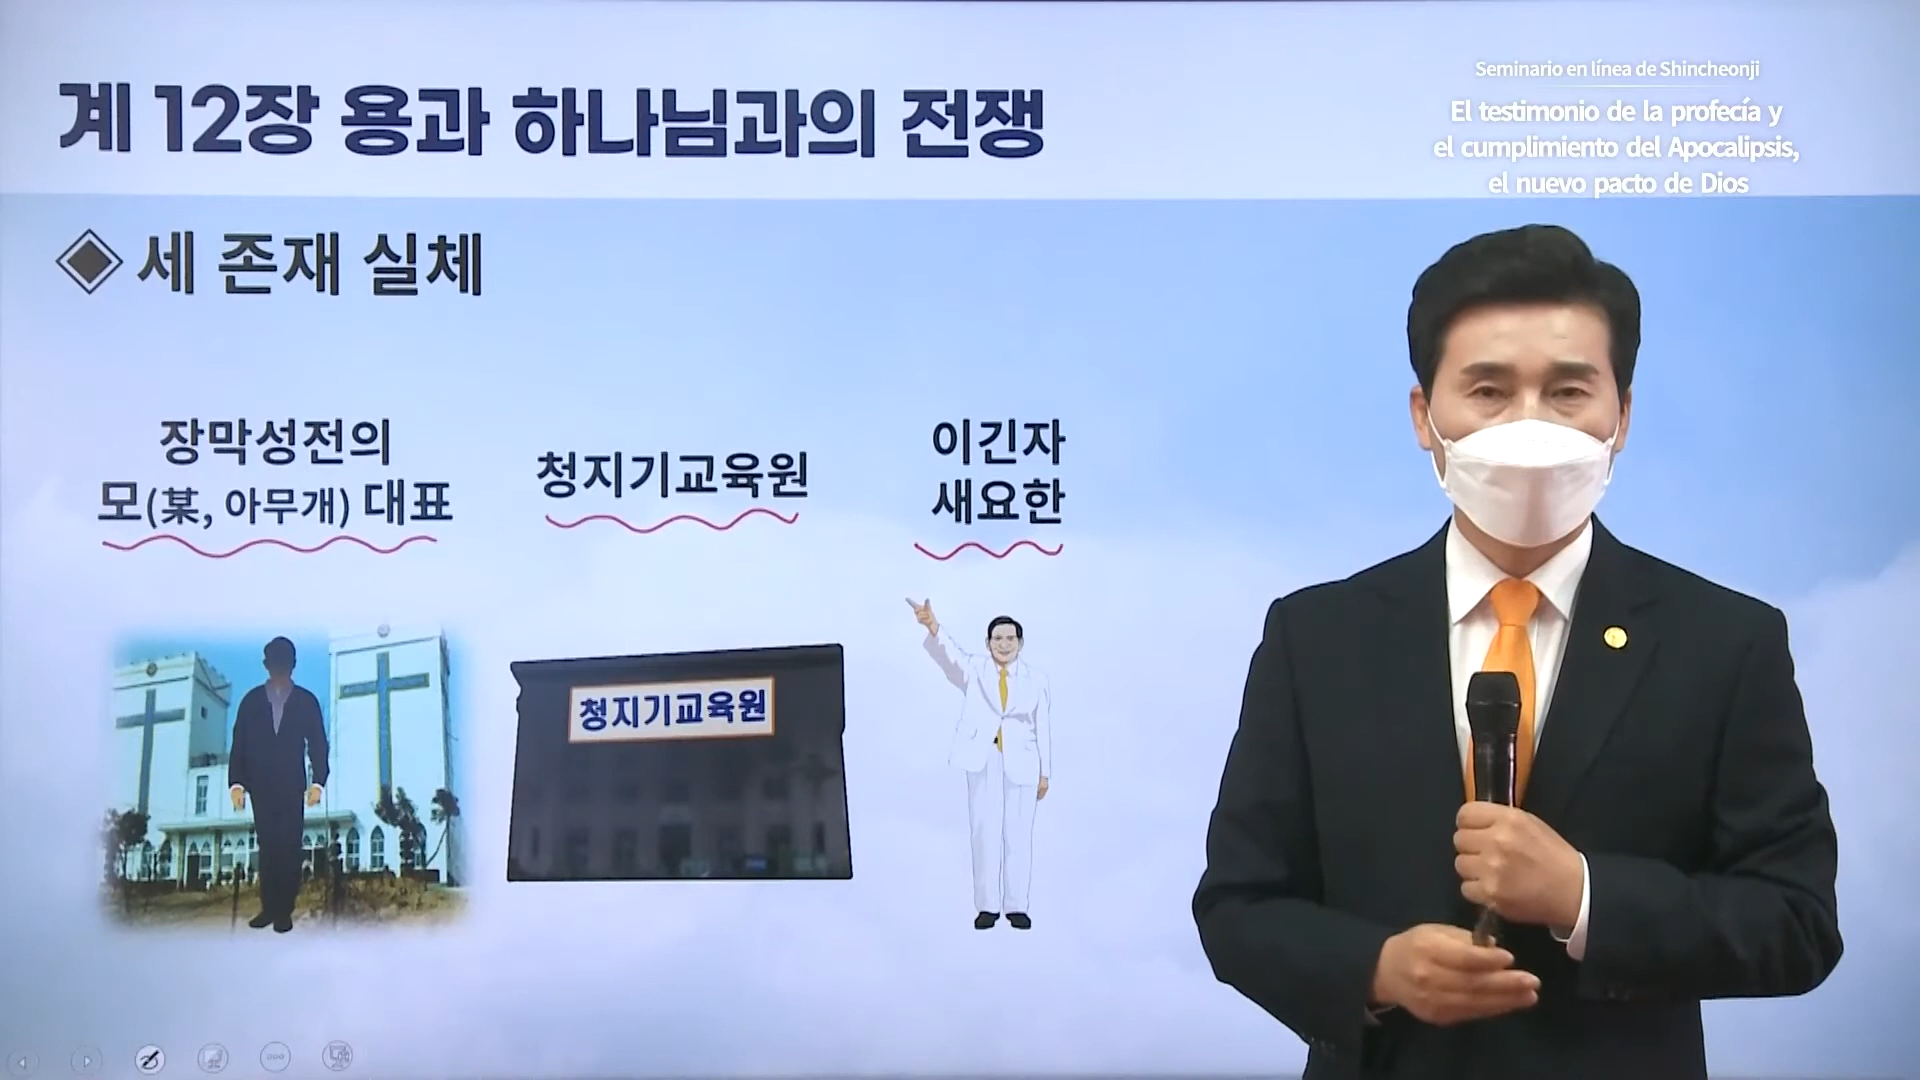 계 12장 용과 하나님과의 전쟁
Seminario en línea de Shincheonji
El testimonio de la profecía y
el cumplimiento del Apocalipsis,
el nuevo pacto de Dios
세 존재 실체
장막성전의
모(某, 아무개) 대표
청지기교육원
이긴자
새요한
청지기교육원